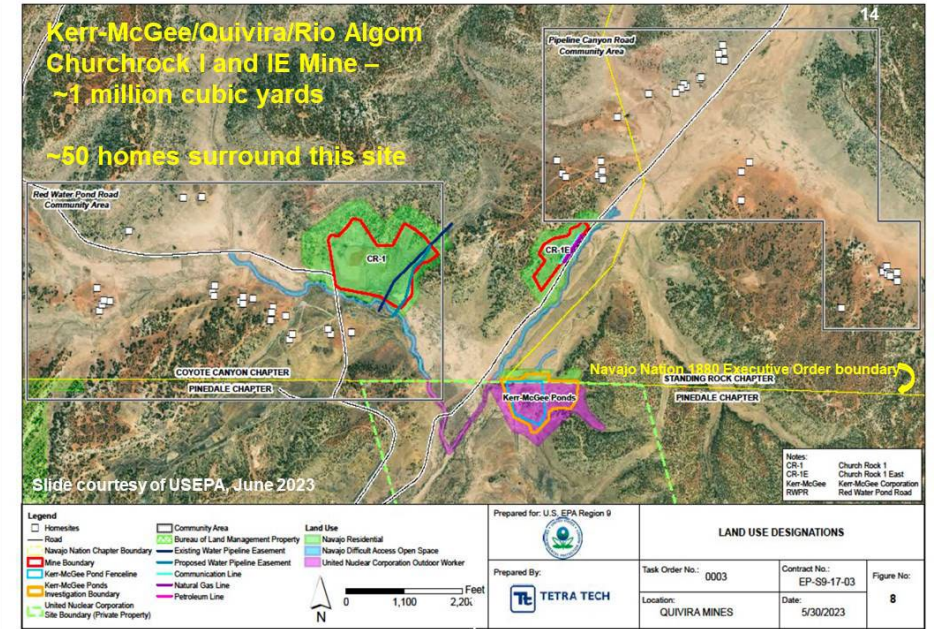 14
Kerr-McGee/Quivira/Rio Algom
Churchrock I and IE Mine –
~1 million cubic yards
~50 homes surround this site
Pipeline Canyon Road
Community Area
Red Water Pond Road
Community Area
CR-1
CR-1E
Navajo Nation 1880 Executive Order boundary
COYOTE CANYON CHAPTER
PINEDALE CHAPTER
STANDING ROCK CHAPTER
PINEDALE CHAPTER
Kerr-McGee Ponds
Notes:
CR-1 Church Rock 1
CR-1E Church Rock 1 East
Kerr-McGee Kerr-McGee Corporation
RWPR Red Water Pond Road
Slide courtesy of USEPA, June 2023
Legend
Homesites
Road
Navajo Nation Chapter Boundary
Mine Boundary
Kerr-McGee Pond Fenceline
Kerr-McGee Ponds
Investigation Boundary
United Nuclear Corporation
Site Boundary (Private Property)
Community Area
Bureau of Land Management Property
Existing Water Pipeline Easement
Proposed Water Pipeline Easement
Communication Line
Natural Gas Line
Petroleum Line
Land Use
Navajo Residential
Navajo Difficult Access Open Space
United Nuclear Corporation Outdoor Worker
N
0 1,100 2,20
Feet
Prepared for: U.S. EPA Region 9
Prepared By:
Tt TETRA TECH
LAND USE DESIGNATIONS
Task Order No.: 0003
Contract No.:
EP-S9-17-03
Figure No:
8
Location:
QUIVIRA MINES
Date:
5/30/2023